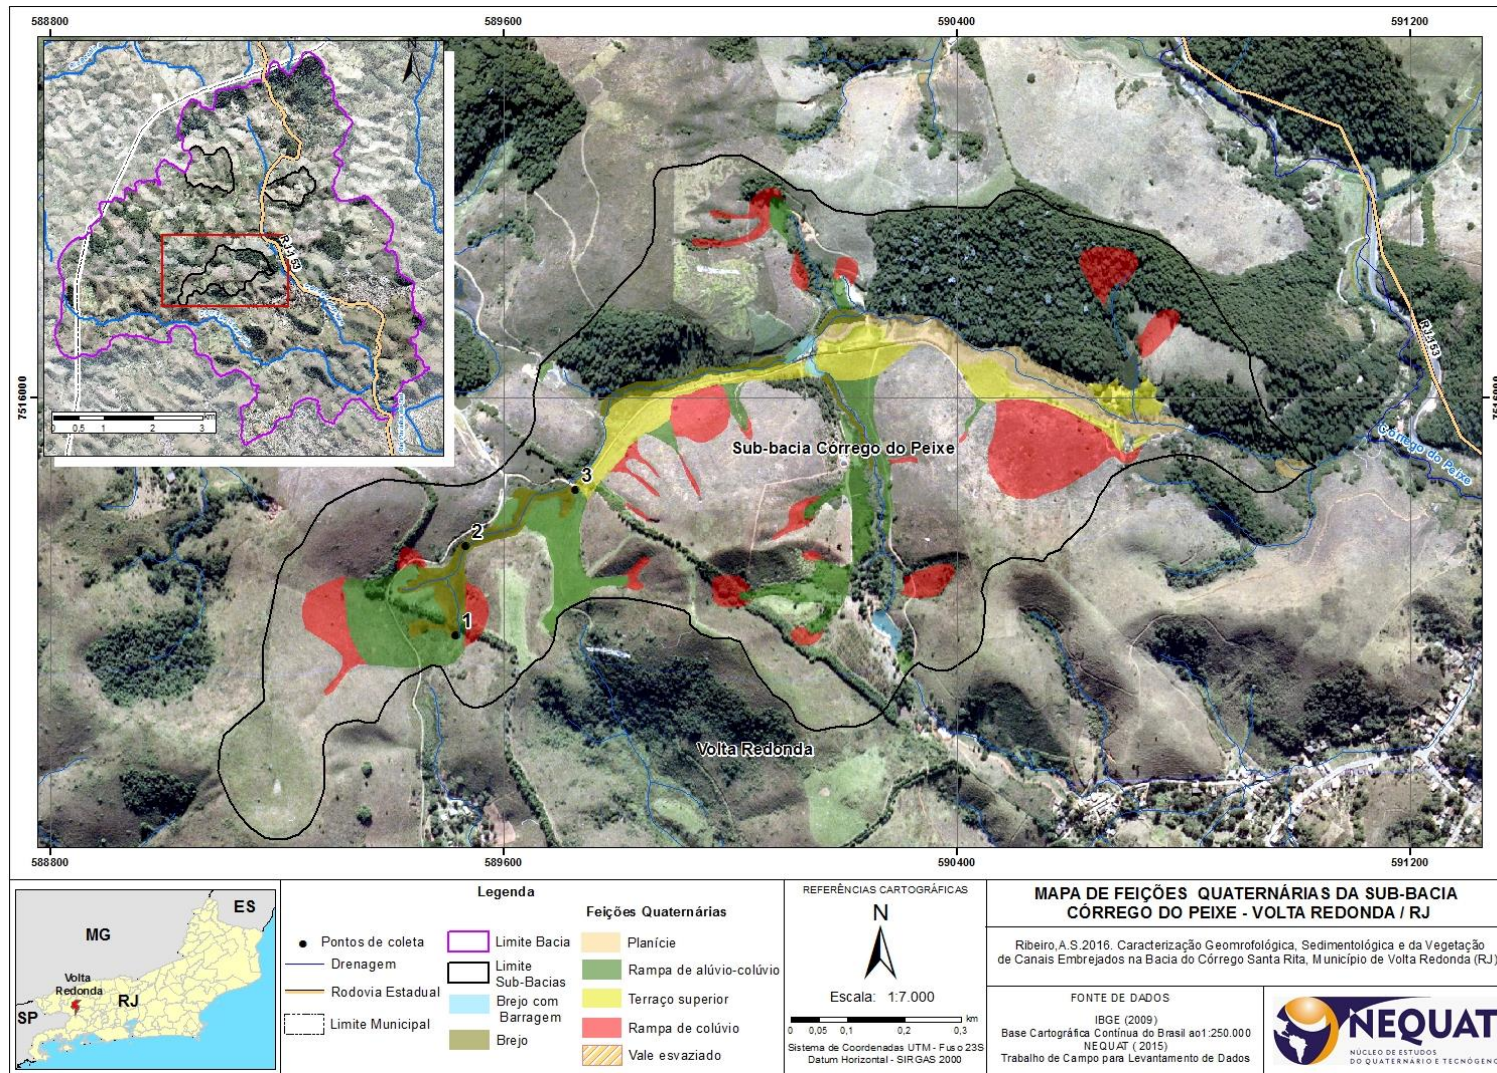 588800
589600
590400
591200
N
RJ-153
0 0,5 1 2 3
km
7516000
7516000
RJ-153
Córrego do Peixe
Sub-bacia Córrego do Peixe
3
2
1
Volta Redonda
588800
589600
590400
591200
ES
MG
Volta
Redonda
RJ
SP
Legenda
Pontos de coleta
Drenagem
Rodovia Estadual
Limite Municipal
Limite Bacia
Limite
Sub-Bacias
Brejo com
Barragem
Brejo
Feições Quaternárias
Planície
Rampa de alúvio-colúvio
Terraço superior
Rampa de colúvio
Vale esvaziado
REFERÊNCIAS CARTOGRÁFICAS
N
Escala: 1:7.000
km
0 0,05 0,1 0,2 0,3
Sistema de Coordenadas UTM - Fuso 23S
Datum Horizontal - SIRGAS 2000
MAPA DE FEIÇÕES QUATERNÁRIAS DA SUB-BACIA
CÓRREGO DO PEIXE - VOLTA REDONDA / RJ
Ribeiro,A.S.2016. Caracterização Geomrofológica, Sedimentológica e da Vegetação
de Canais Embrejados na Bacia do Córrego Santa Rita, Município de Volta Redonda (RJ)
FONTE DE DADOS
IBGE (2009)
Base Cartográfica Contínua do Brasil ao1:250.000
NEQUAT (2015)
Trabalho de Campo para Levantamento de Dados
NEQUAT
NÚCLEO DE ESTUDOS
DO QUATERNÁRIO E TECNÓGENO